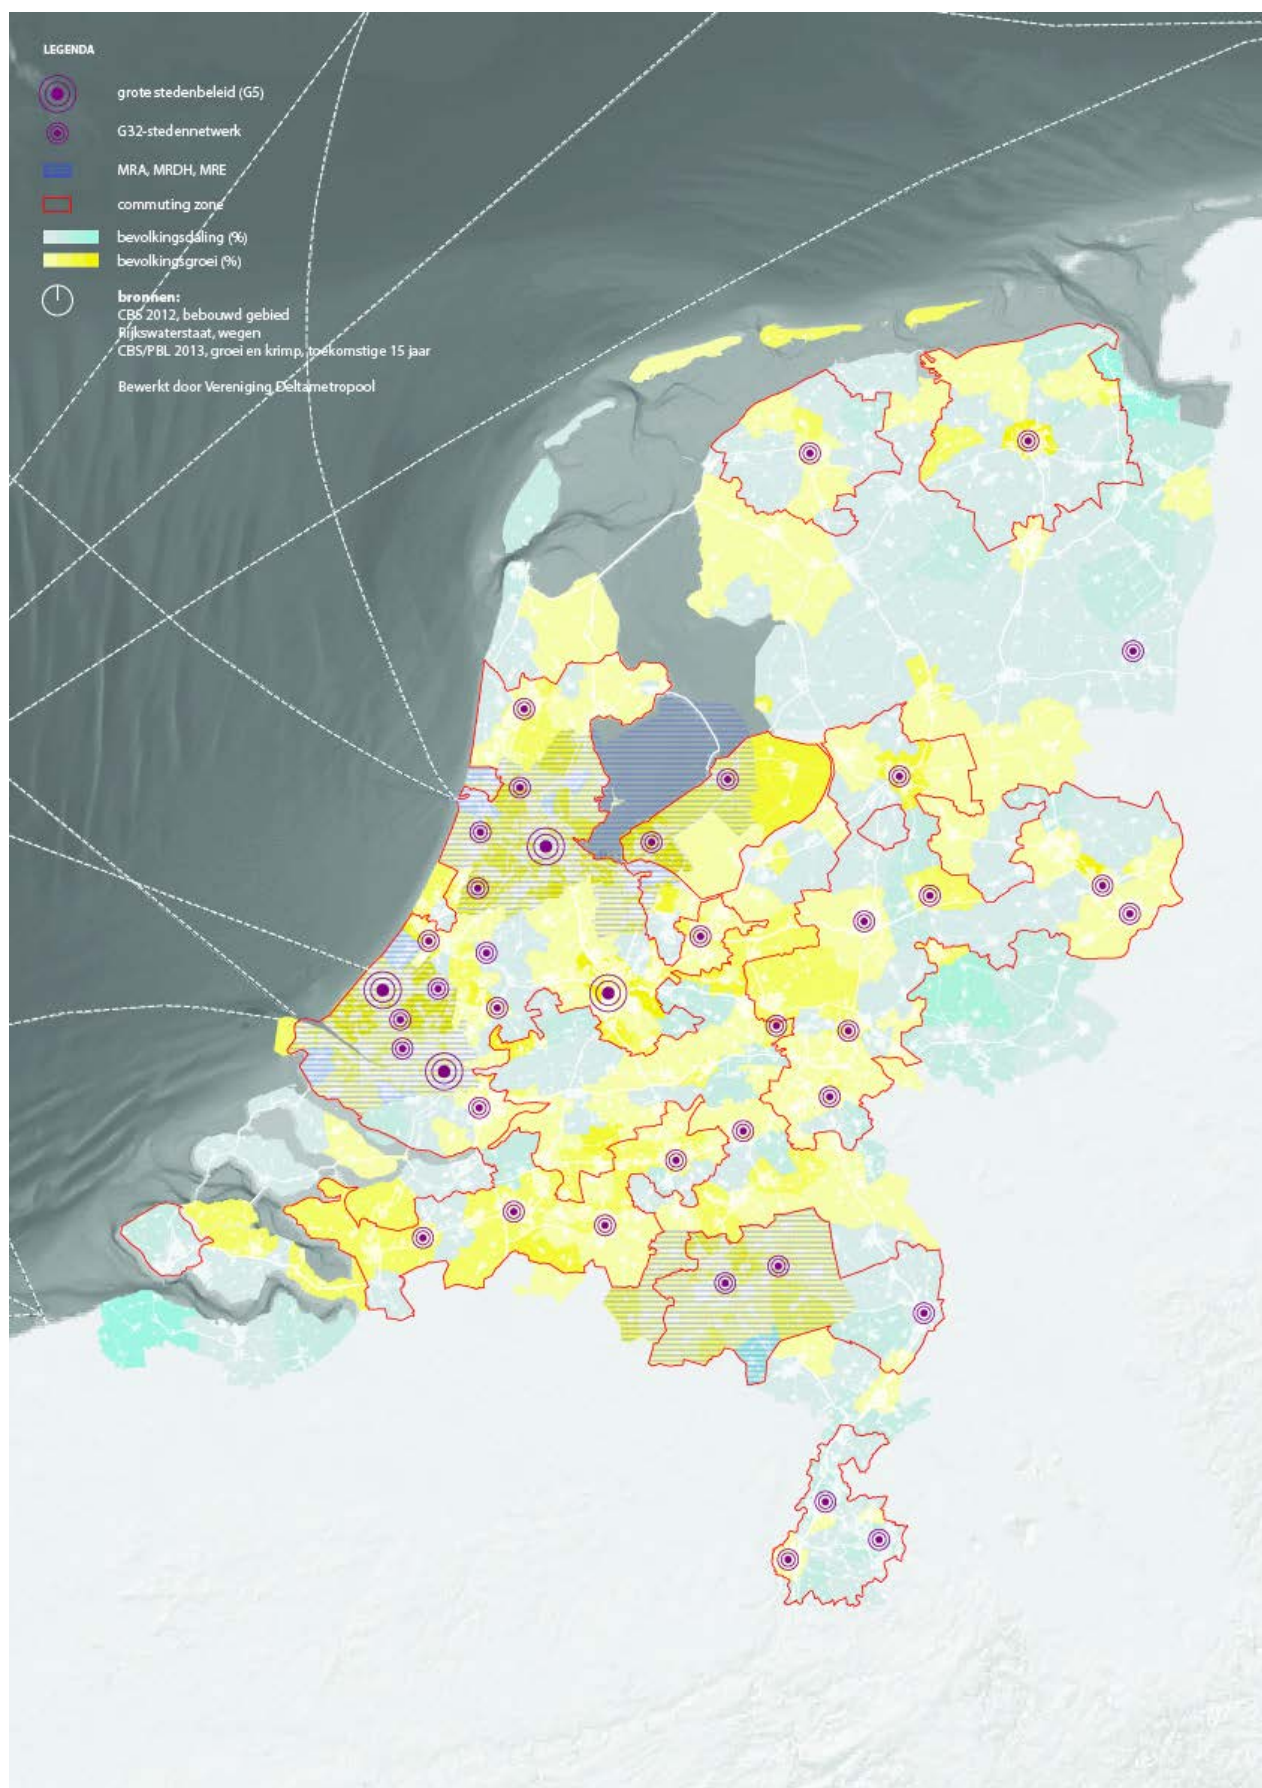 LEGENDA
grote stedenbeleid (G5)
G32-stedennetwerk
MRA, MRDH, MRE
commuting zone
bevolkingsdaling (%)
bevolkingsgroei (%)
bronnen:
CBS 2012, bebouwd gebied
Rijkswaterstaat, wegen
CBS/PBL 2013, groei en krimp, toekomstige 15 jaar
Bewerkt door Vereniging Deltametropool